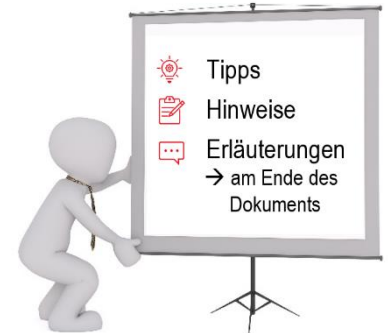 Tipps
Hinweise
Erläuterungen
→ am Ende des
Dokuments